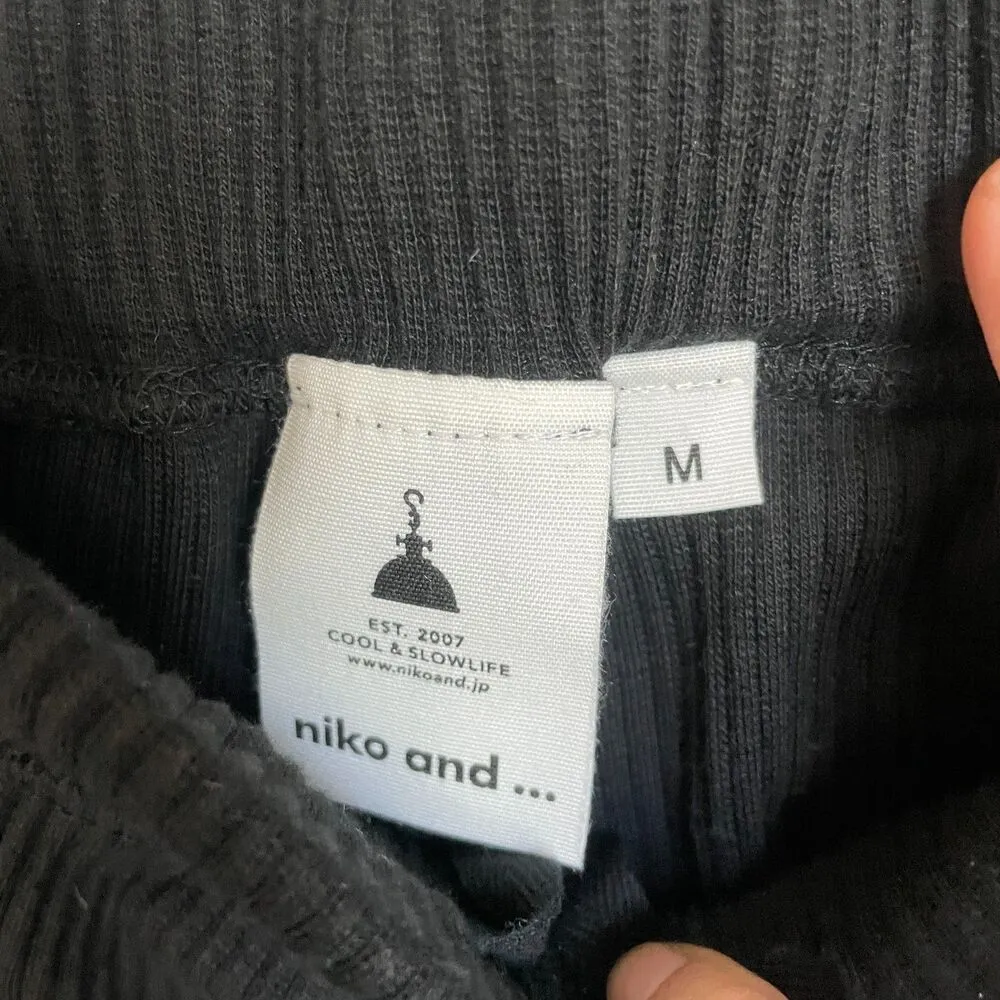 M
EST. 2007
COOL & SLOWLIFE
www.nikoand.jp
niko and ...